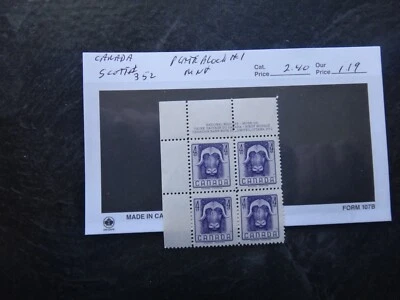 CANADA PLATE BLOCK #1 Cat. Price 2.40 Our Price 1.19
SCOTT# 352 MNH
CANADA CANADA
CANADA CANADA
MADE IN CA FORM 107B